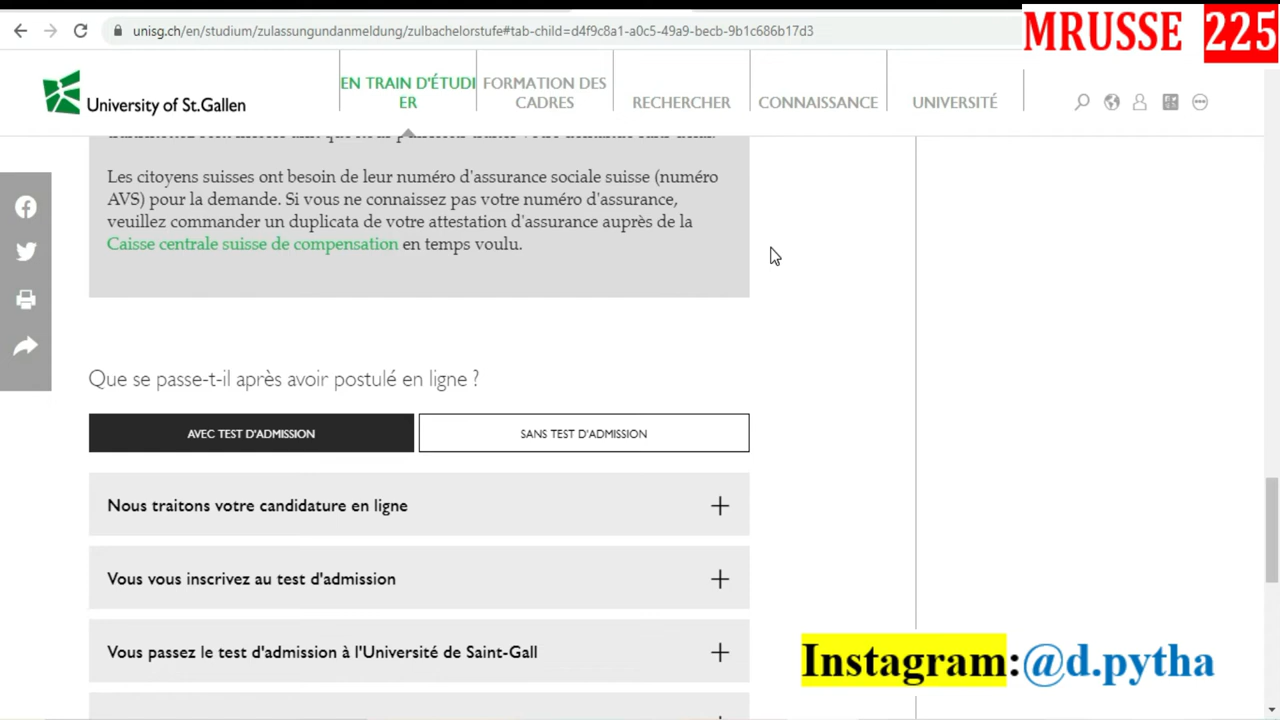 unisg.ch/en/studium/zulassungundanmeldung/zulbachelorstufe#tab-child=d4f9c8a1-a0c5-49a9-becb-9b1c686b17d3
MRUSSE 225
University of St.Gallen
EN TRAIN D'ÉTUDI
ER
FORMATION DES
CADRES
RECHERCHER
CONNAISSANCE
UNIVERSITÉ
Les citoyens suisses ont besoin de leur numéro d'assurance sociale suisse (numéro
AVS) pour la demande. Si vous ne connaissez pas votre numéro d'assurance,
veuillez commander un duplicata de votre attestation d'assurance auprès de la
Caisse centrale suisse de compensation en temps voulu.
Que se passe-t-il après avoir postulé en ligne ?
AVEC TEST D'ADMISSION
SANS TEST D'ADMISSION
Nous traitons votre candidature en ligne
Vous vous inscrivez au test d'admission
Vous passez le test d'admission à l'Université de Saint-Gall
Instagram:@d.pytha